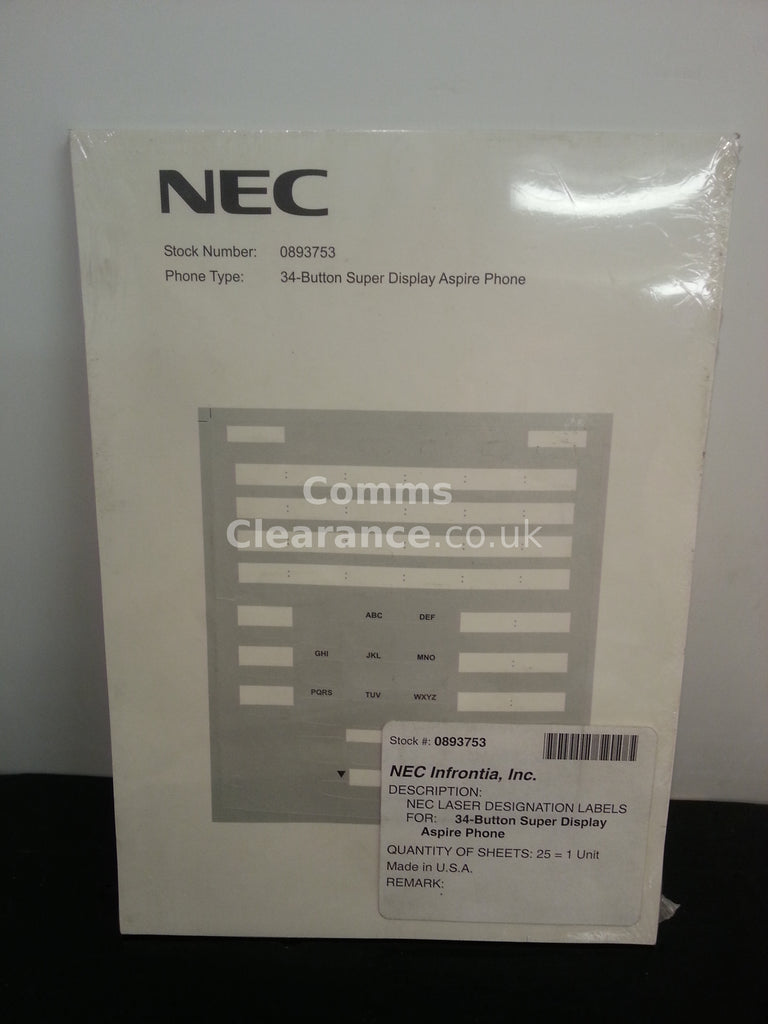 NEC
Stock Number: 0893753
Phone Type: 34-Button Super Display Aspire Phone
Comms
Clearance.co.uk
ABC DEF
GHI JKL MNO
PQRS TUV WXYZ
Stock #: 0893753
NEC Infrontia, Inc.
DESCRIPTION:
NEC LASER DESIGNATION LABELS
FOR: 34-Button Super Display
Aspire Phone
QUANTITY OF SHEETS: 25 = 1 Unit
Made in U.S.A.
REMARK: